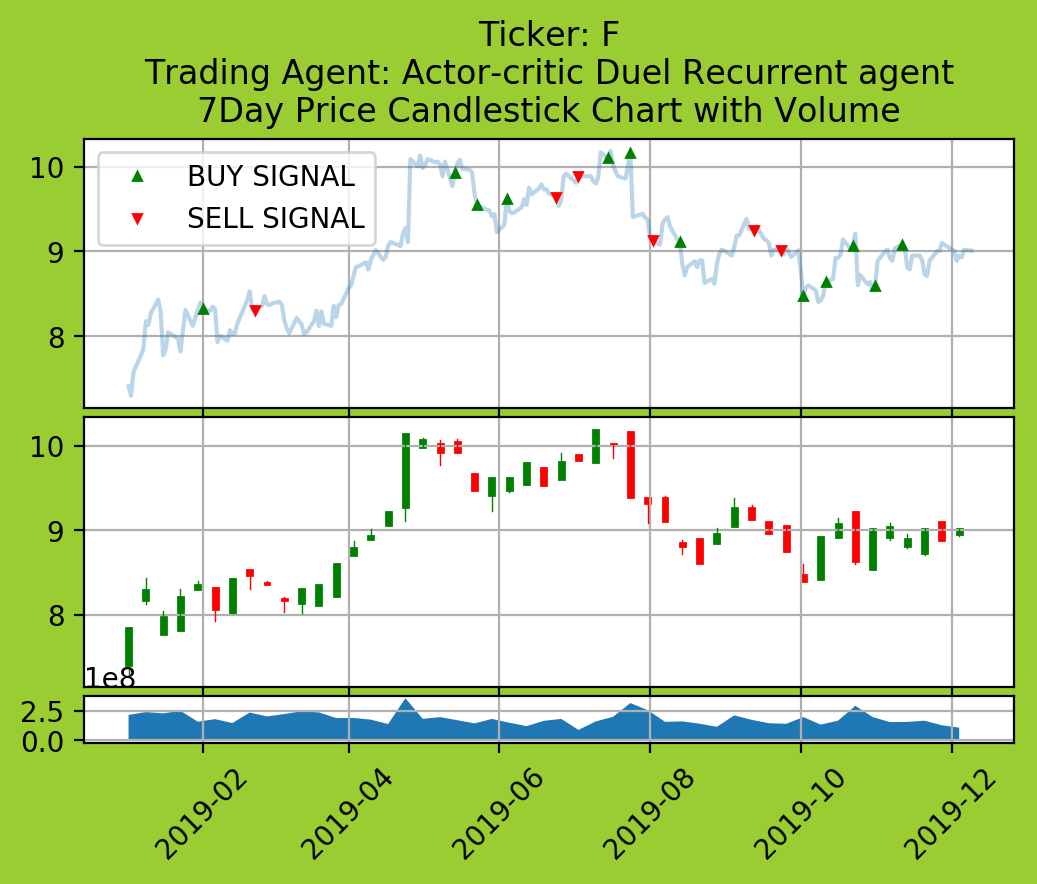 Ticker: F
Trading Agent: Actor-critic Duel Recurrent agent
7Day Price Candlestick Chart with Volume
BUY SIGNAL
SELL SIGNAL
10
9
8
10
9
8
1e8
2.5
0.0
2019-02
2019-04
2019-06
2019-08
2019-10
2019-12